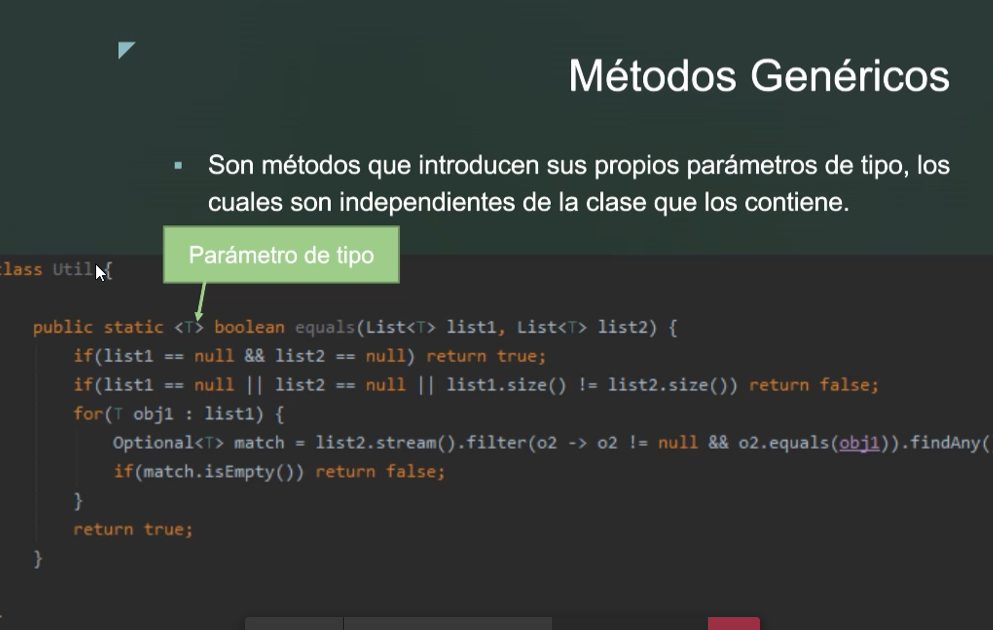 Métodos Genéricos
▪ Son métodos que introducen sus propios parámetros de tipo, los
cuales son independientes de la clase que los contiene.
Parámetro de tipo
class Util {
public static <T> boolean equals(List<T> list1, List<T> list2) {
if(list1 == null && list2 == null) return true;
if(list1 == null || list2 == null || list1.size() != list2.size()) return false;
for(T obj1 : list1) {
Optional<T> match = list2.stream().filter(o2 -> o2 != null && o2.equals(obj1)).findAny(
if(match.isEmpty()) return false;
}
return true;
}